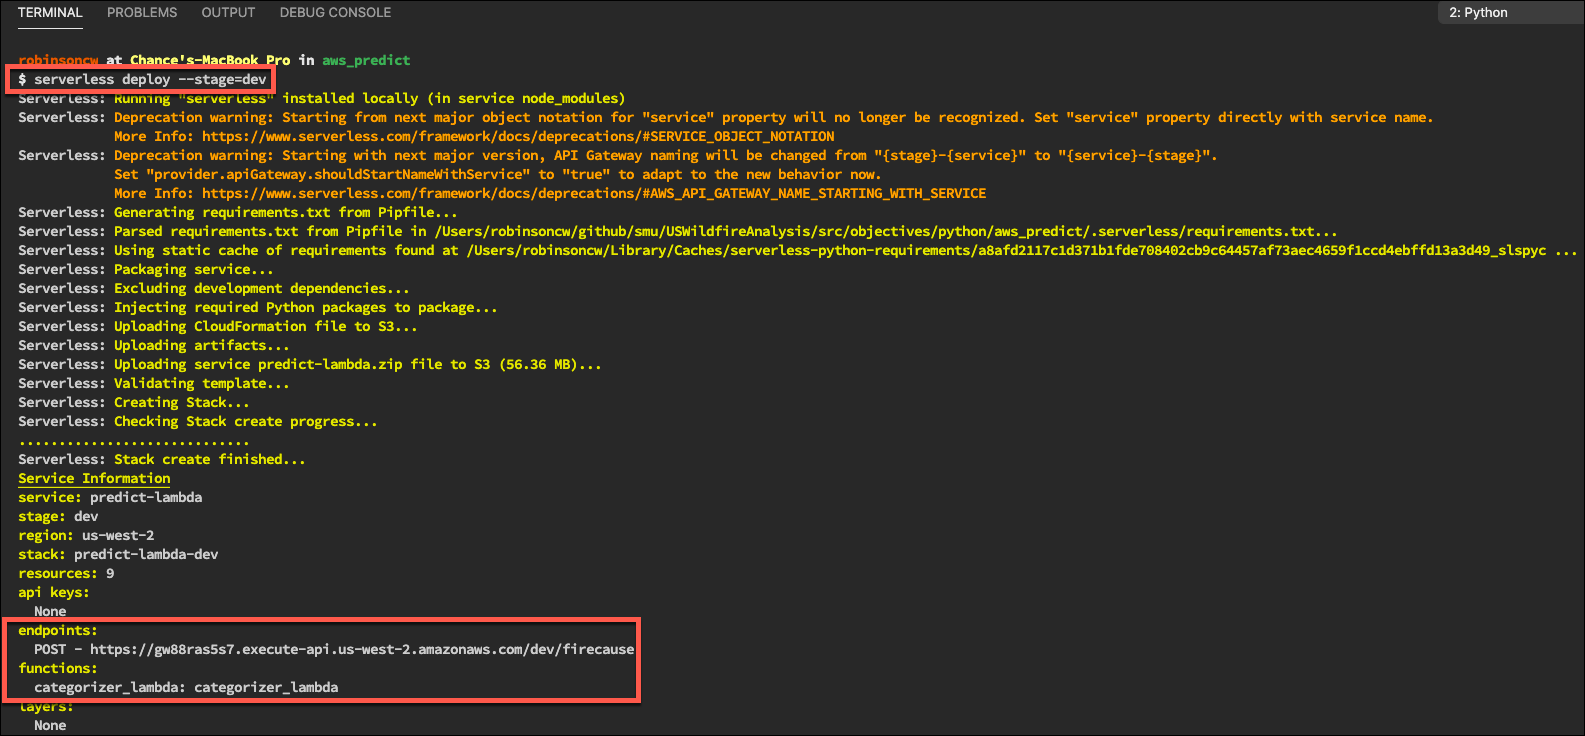 TERMINAL PROBLEMS OUTPUT DEBUG CONSOLE 2: Python
robinsoncw at Chance's-MacBook Pro in aws_predict
$ serverless deploy --stage=dev
Serverless: Running "serverless" installed locally (in service node_modules)
Serverless: Deprecation warning: Starting from next major object notation for "service" property will no longer be recognized. Set "service" property directly with service name.
More Info: https://www.serverless.com/framework/docs/deprecations/#SERVICE_OBJECT_NOTATION
Serverless: Deprecation warning: Starting with next major version, API Gateway naming will be changed from "{stage}-{service}" to "{service}-{stage}".
Set "provider.apiGateway.shouldStartNameWithService" to "true" to adapt to the new behavior now.
More Info: https://www.serverless.com/framework/docs/deprecations/#AWS_API_GATEWAY_NAME_STARTING_WITH_SERVICE
Serverless: Generating requirements.txt from Pipfile...
Serverless: Parsed requirements.txt from Pipfile in /Users/robinsoncw/github/smu/USWildfireAnalysis/src/objectives/python/aws_predict/.serverless/requirements.txt...
Serverless: Using static cache of requirements found at /Users/robinsoncw/Library/Caches/serverless-python-requirements/a8afd2117c1d371b1fde708402cb9c64457af73aec4659f1ccd4ebffd13a3d49_slspyc ...
Serverless: Packaging service...
Serverless: Excluding development dependencies...
Serverless: Injecting required Python packages to package...
Serverless: Uploading CloudFormation file to S3...
Serverless: Uploading artifacts...
Serverless: Uploading service predict-lambda.zip file to S3 (56.36 MB)...
Serverless: Validating template...
Serverless: Creating Stack...
Serverless: Checking Stack create progress...
.............................
Serverless: Stack create finished...
Service Information
service: predict-lambda
stage: dev
region: us-west-2
stack: predict-lambda-dev
resources: 9
api keys:
None
endpoints:
POST - https://gw88ras5s7.execute-api.us-west-2.amazonaws.com/dev/firecause
functions:
categorizer_lambda: categorizer_lambda
layers:
None